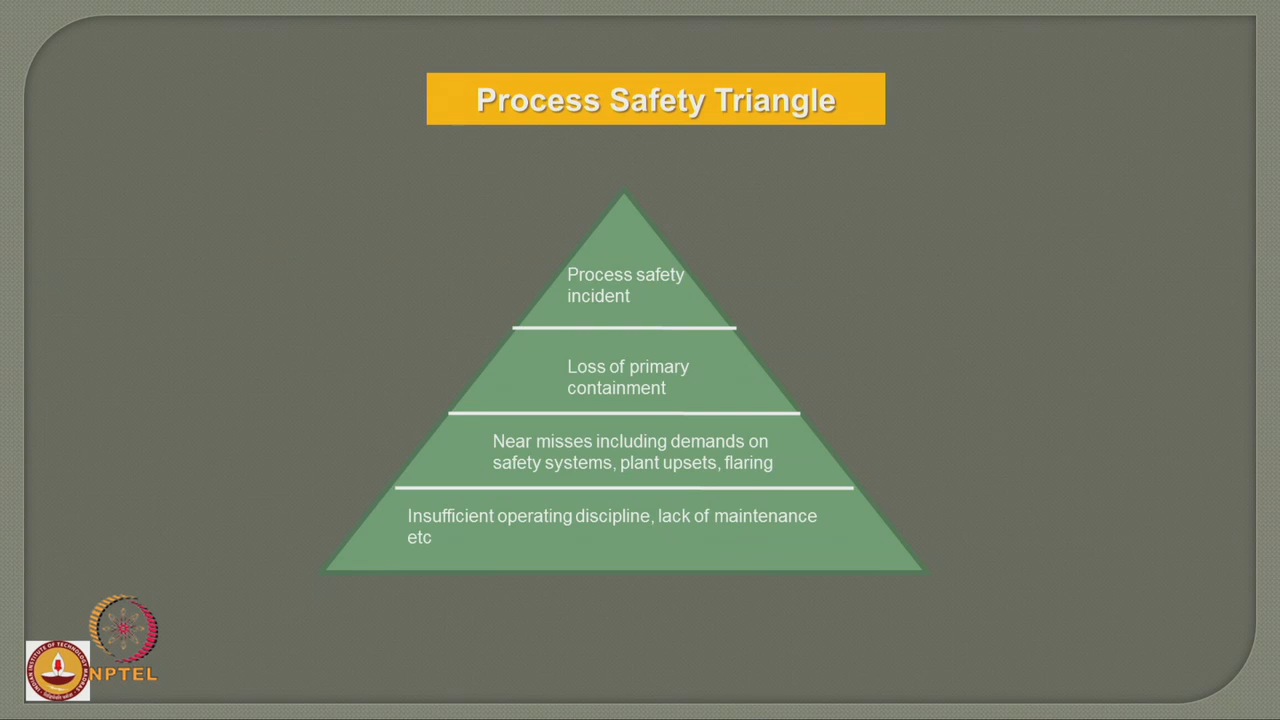 Process Safety Triangle
Process safety
incident
Loss of primary
containment
Near misses including demands on
safety systems, plant upsets, flaring
Insufficient operating discipline, lack of maintenance
etc
NPTEL